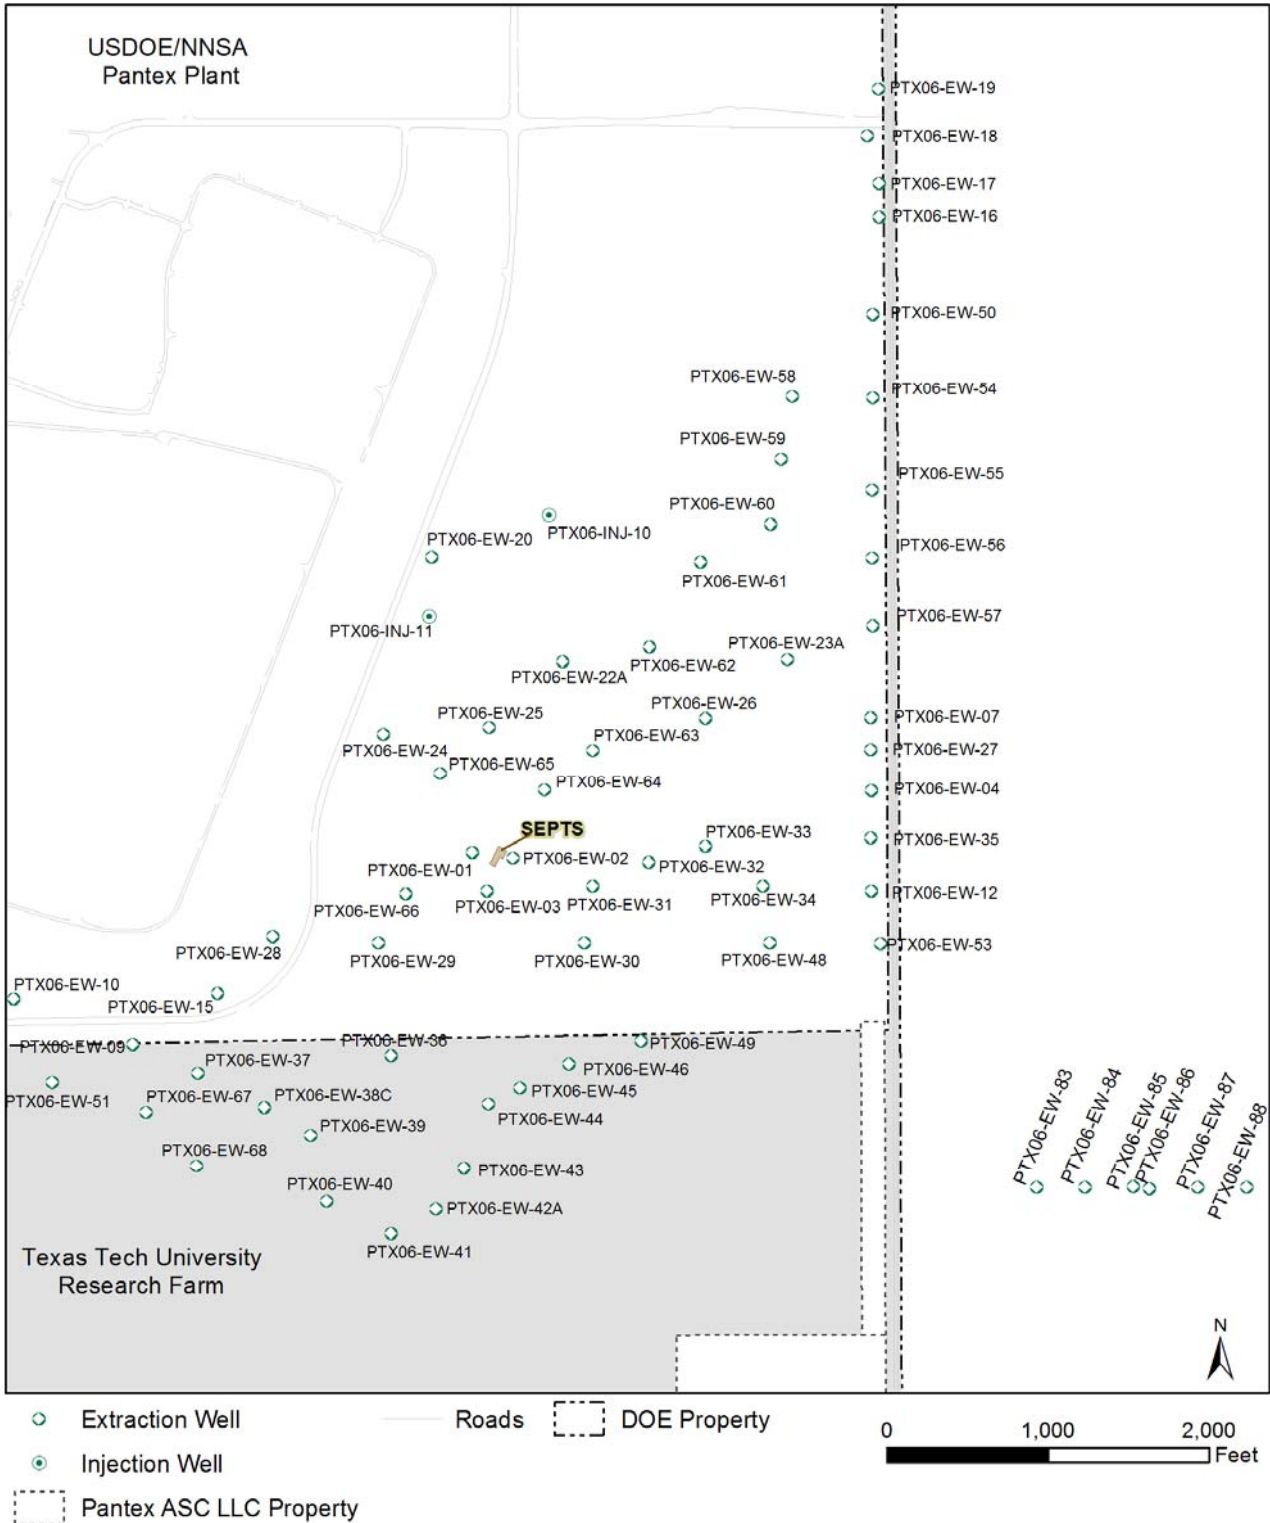 USDOE/NNSA
Pantex Plant
PTX06-EW-19
PTX06-EW-18
PTX06-EW-17
PTX06-EW-16
PTX06-EW-50
PTX06-EW-58
PTX06-EW-54
PTX06-EW-59
PTX06-EW-55
PTX06-EW-60
PTX06-INJ-10
PTX06-EW-20
PTX06-EW-56
PTX06-EW-61
PTX06-EW-57
PTX06-INJ-11
PTX06-EW-23A
PTX06-EW-62
PTX06-EW-22A
PTX06-EW-26
PTX06-EW-25
PTX06-EW-07
PTX06-EW-63
PTX06-EW-24
PTX06-EW-27
PTX06-EW-65
PTX06-EW-64
PTX06-EW-04
SEPTS
PTX06-EW-33
PTX06-EW-35
PTX06-EW-02
PTX06-EW-01
PTX06-EW-32
PTX06-EW-12
PTX06-EW-34
PTX06-EW-31
PTX06-EW-03
PTX06-EW-66
PTX06-EW-28
PTX06-EW-29
PTX06-EW-30
PTX06-EW-48
PTX06-EW-53
PTX06-EW-10
PTX06-EW-15
PTX06-EW-09
PTX06-EW-36
PTX06-EW-49
PTX06-EW-37
PTX06-EW-46
PTX06-EW-51
PTX06-EW-67
PTX06-EW-38C
PTX06-EW-45
PTX06-EW-44
PTX06-EW-39
PTX06-EW-68
PTX06-EW-43
PTX06-EW-40
PTX06-EW-42A
PTX06-EW-41
PTX06-EW-83
PTX06-EW-84
PTX06-EW-85
PTX06-EW-86
PTX06-EW-87
PTX06-EW-88
Texas Tech University
Research Farm
N
Extraction Well
Roads
DOE Property
Injection Well
Pantex ASC LLC Property
0 1,000 2,000
Feet